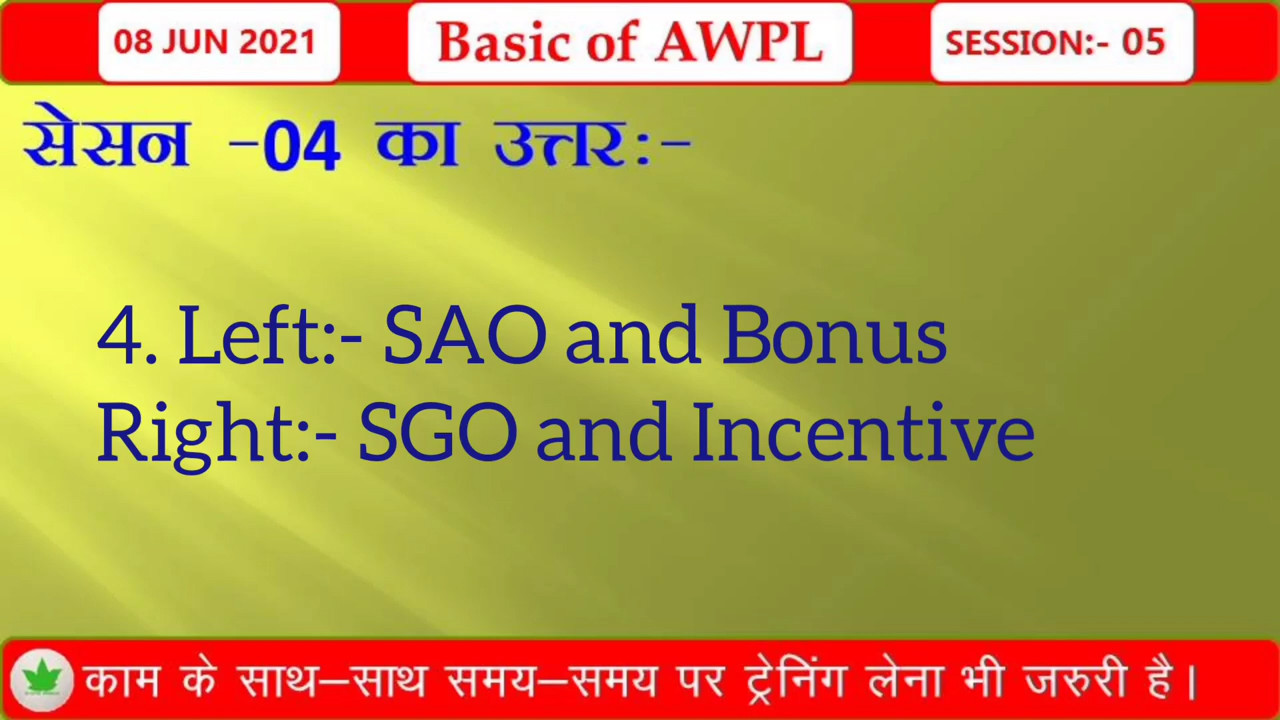 08 JUN 2021
Basic of AWPL
SESSION:- 05
सेसन -04 का उत्तर:-
4. Left:- SAO and Bonus
Right:- SGO and Incentive
काम के साथ–साथ समय–समय पर ट्रेनिंग लेना भी जरुरी है।